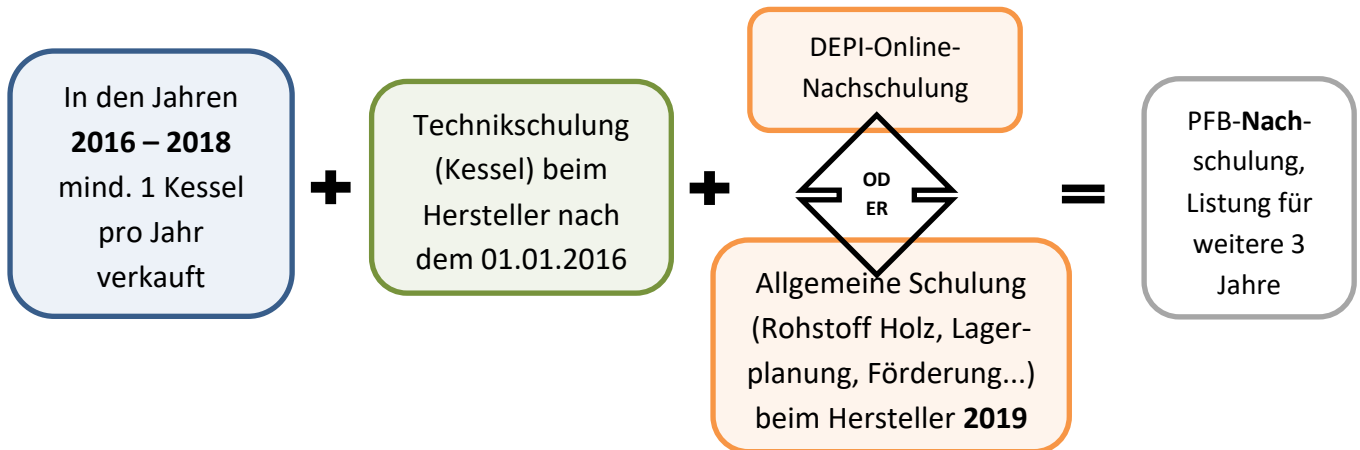 In den Jahren
2016 – 2018
mind. 1 Kessel
pro Jahr
verkauft
+
Technikschulung
(Kessel) beim
Hersteller nach
dem 01.01.2016
+
DEPI-Online-
Nachschulung
OD
ER
Allgemeine Schulung
(Rohstoff Holz, Lager-
planung, Förderung...)
beim Hersteller 2019
=
PFB-Nach-
schulung,
Listung für
weitere 3
Jahre